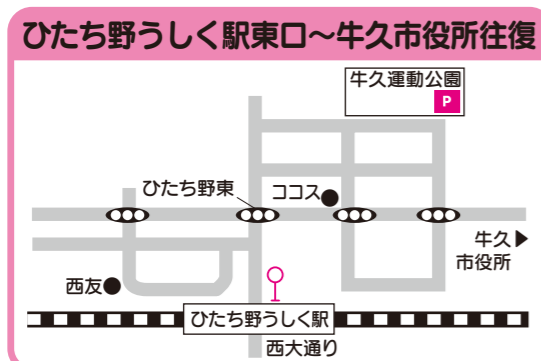 ひたち野うしく駅東口～牛久市役所往復
牛久運動公園
P
ひたち野東
ココス
牛久
市役所
西友
ひたち野うしく駅
西大通り